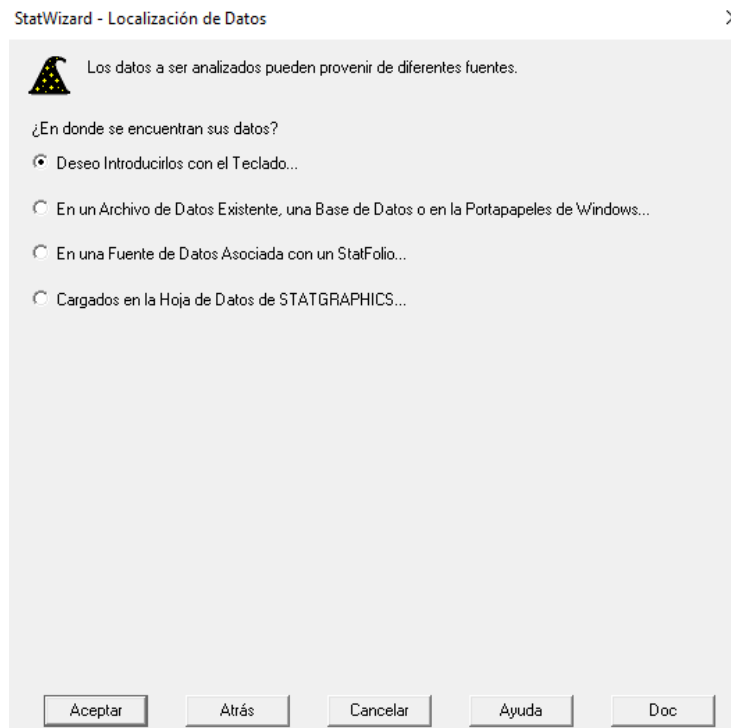 StatWizard - Localización de Datos
Los datos a ser analizados pueden provenir de diferentes fuentes.
¿En donde se encuentran sus datos?
Deseo Introducirlos con el Teclado...
En un Archivo de Datos Existente, una Base de Datos o en la Portapapeles de Windows...
En una Fuente de Datos Asociada con un StatFolio...
Cargados en la Hoja de Datos de STATGRAPHICS...
Aceptar Atrás Cancelar Ayuda Doc